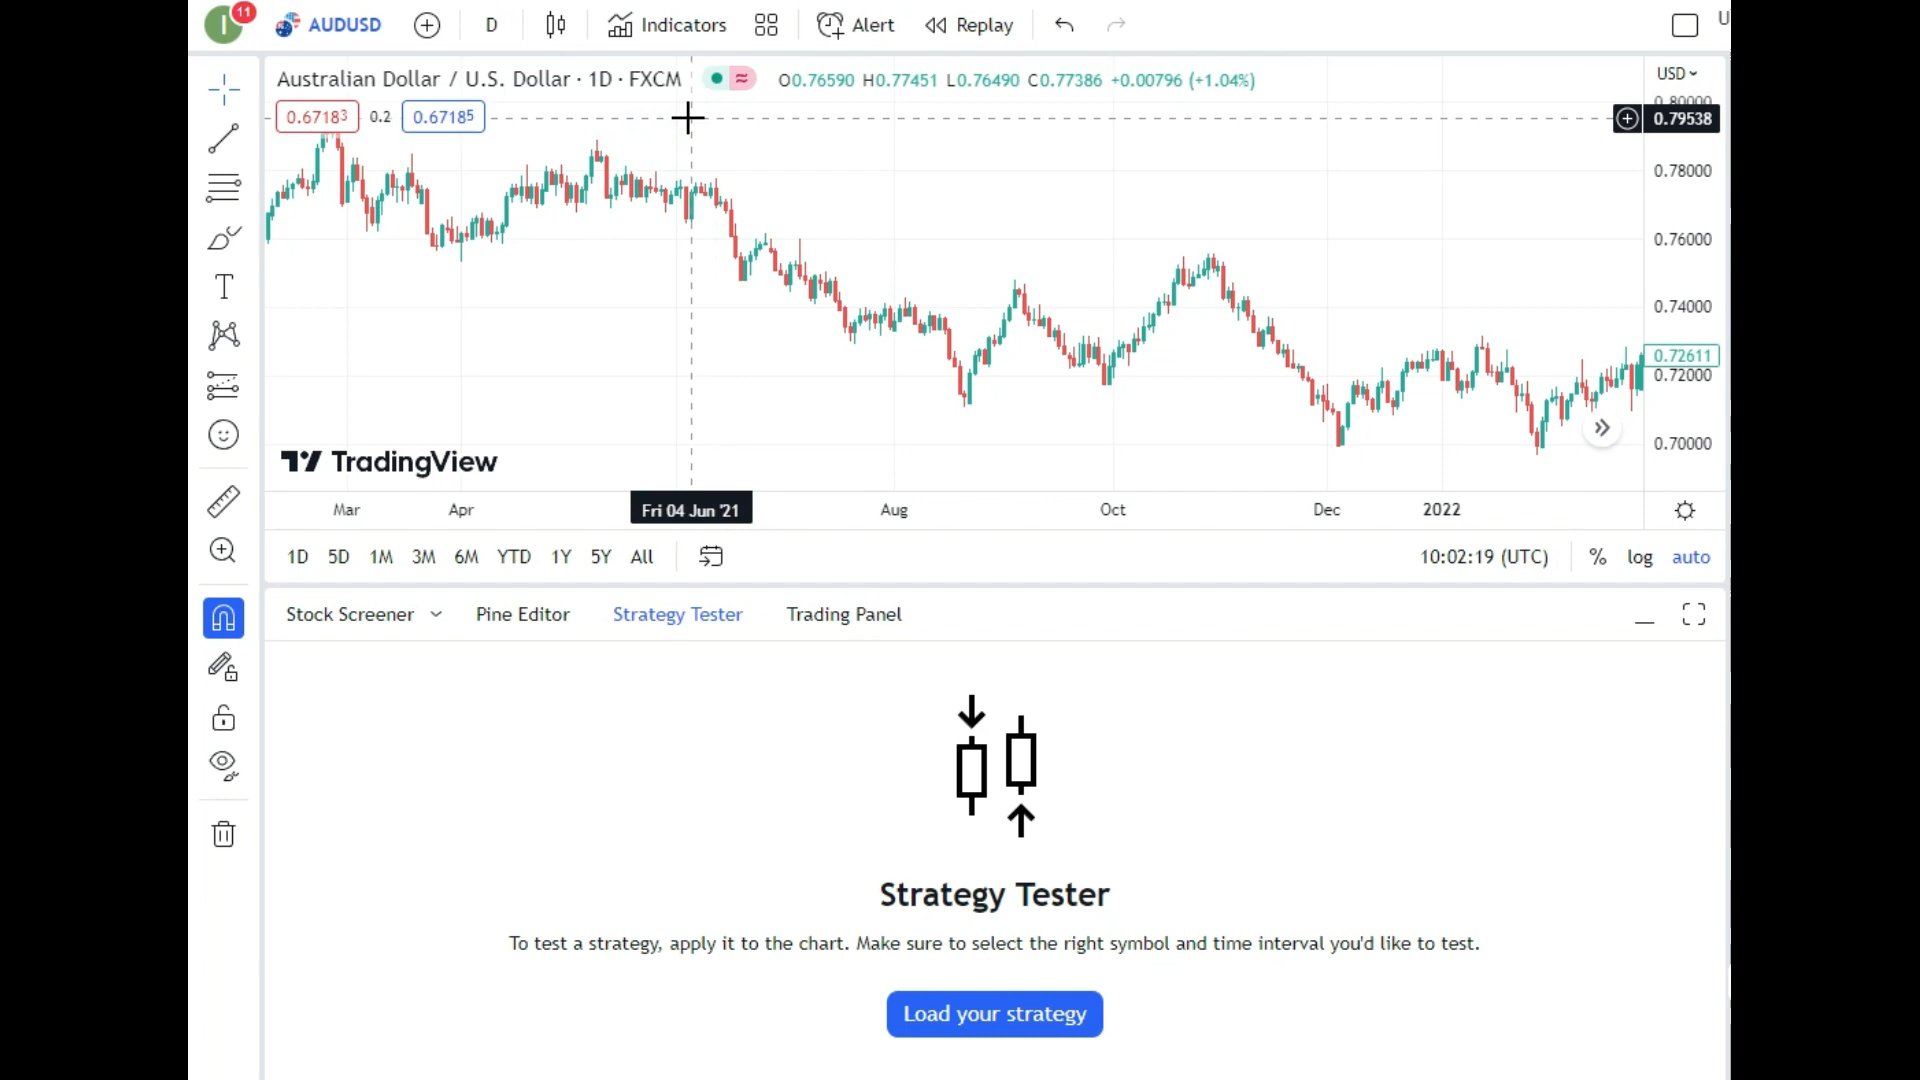 I 11 AUDUSD D Indicators Alert Replay U
Australian Dollar / U.S. Dollar · 1D · FXCM O0.76590 H0.77451 L0.76490 C0.77386 +0.00796 (+1.04%) USD
0.80000
0.67183 0.2 0.67185 0.79538
0.78000
0.76000
0.74000
0.72611
0.72000
0.70000
TradingView
Mar Apr Fri 04 Jun '21 Aug Oct Dec 2022
1D 5D 1M 3M 6M YTD 1Y 5Y All 10:02:19 (UTC) % log auto
Stock Screener Pine Editor Strategy Tester Trading Panel
Strategy Tester
To test a strategy, apply it to the chart. Make sure to select the right symbol and time interval you'd like to test.
Load your strategy